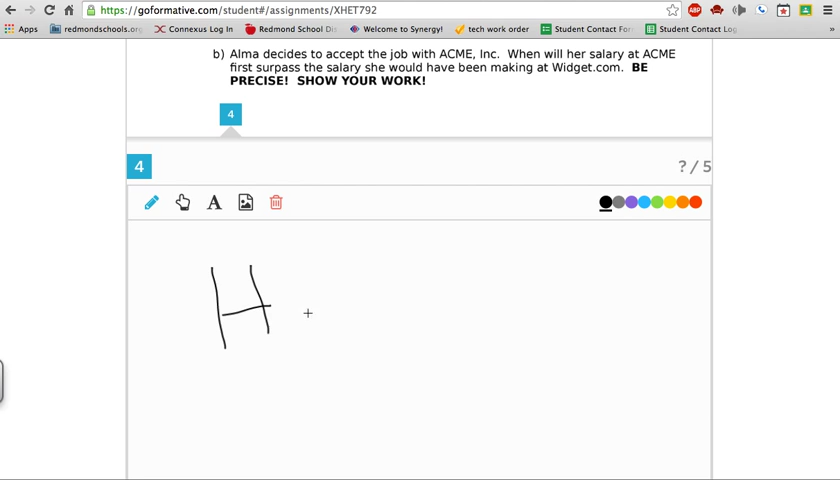 https://goformative.com/student#/assignments/XHET792
Apps redmondschools.org Connexus Log In Redmond School Dis Welcome to Synergy! tech work order Student Contact For Student Contact Log
b) Alma decides to accept the job with ACME, Inc. When will her salary at ACME
first surpass the salary she would have been making at Widget.com. BE
PRECISE! SHOW YOUR WORK!
4
4 ? / 5
A
H